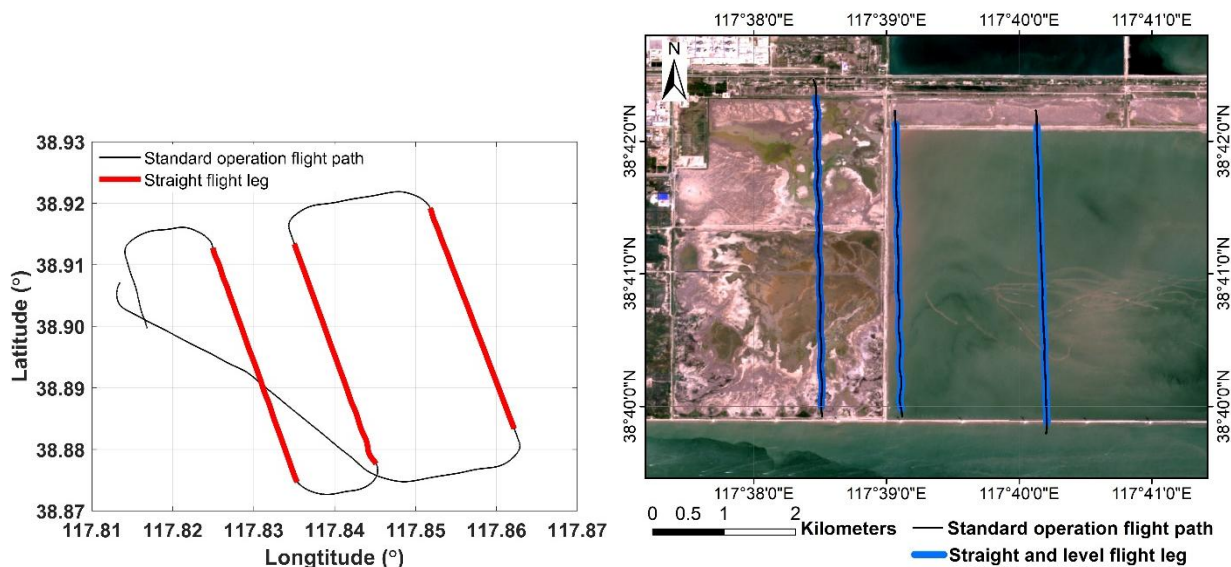 38.93
38.92
38.91
38.90
38.89
38.88
38.87
Latitude (°)
Standard operation flight path
Straight flight leg
117.81 117.82 117.83 117.84 117.85 117.86 117.87
Longtitude (°)
117°38'0"E 117°39'0"E 117°40'0"E 117°41'0"E
N
38°42'0"N
38°41'0"N
38°40'0"N
38°42'0"N
38°41'0"N
38°40'0"N
117°38'0"E 117°39'0"E 117°40'0"E 117°41'0"E
0 0.5 1 2
Kilometers
Standard operation flight path
Straight and level flight leg